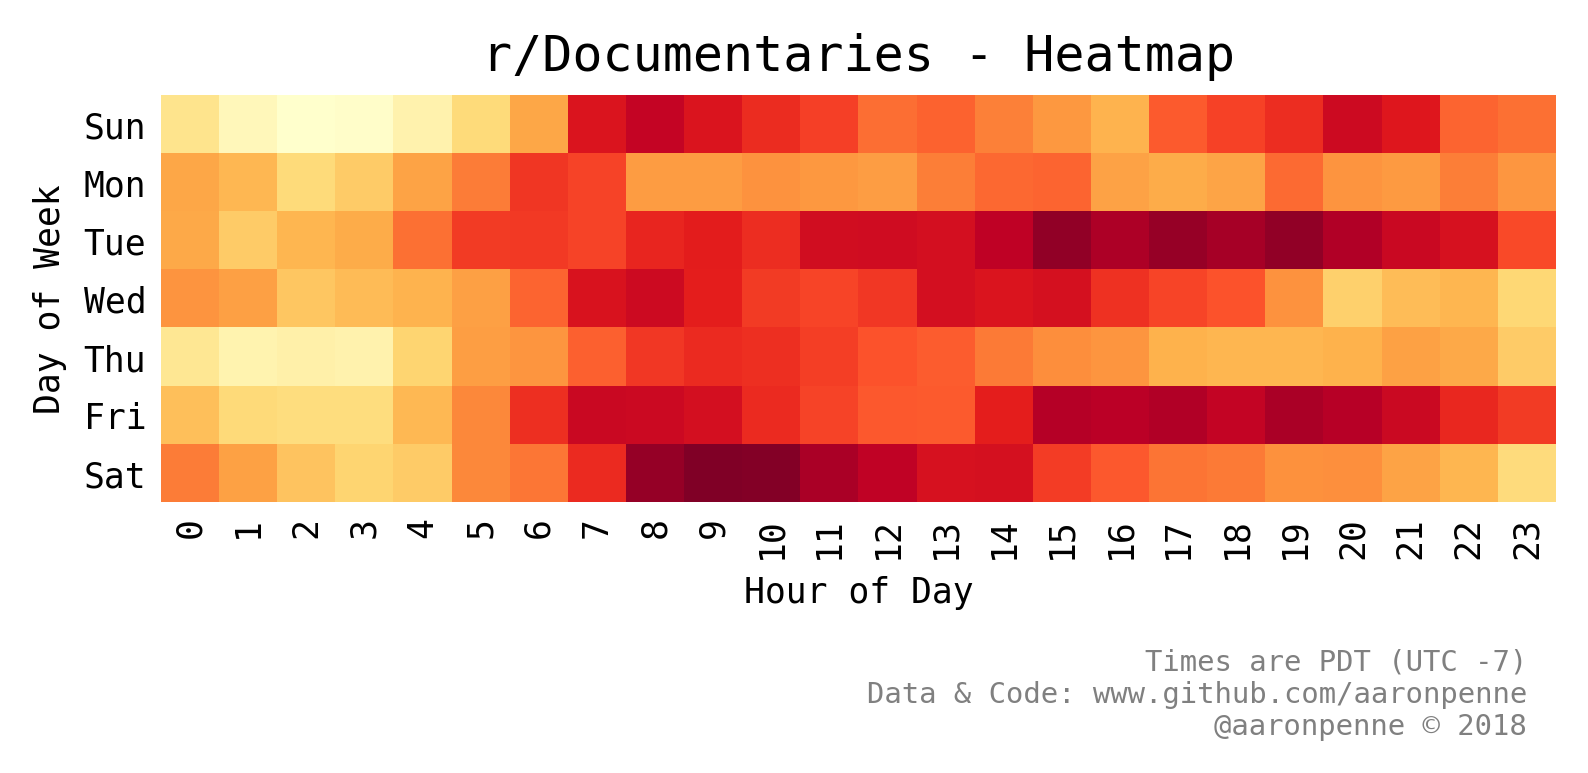 r/Documentaries - Heatmap
Day of Week
Sun
Mon
Tue
Wed
Thu
Fri
Sat
0 1 2 3 4 5 6 7 8 9 10 11 12 13 14 15 16 17 18 19 20 21 22 23
Hour of Day
Times are PDT (UTC -7)
Data & Code: www.github.com/aaronpenne
@aaronpenne © 2018